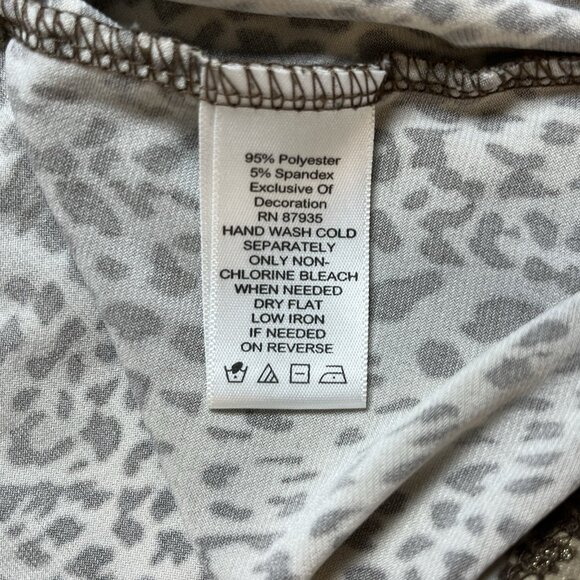 95% Polyester
5% Spandex
Exclusive Of
Decoration
RN 87935
HAND WASH COLD
SEPARATELY
ONLY NON-
CHLORINE BLEACH
WHEN NEEDED
DRY FLAT
LOW IRON
IF NEEDED
ON REVERSE